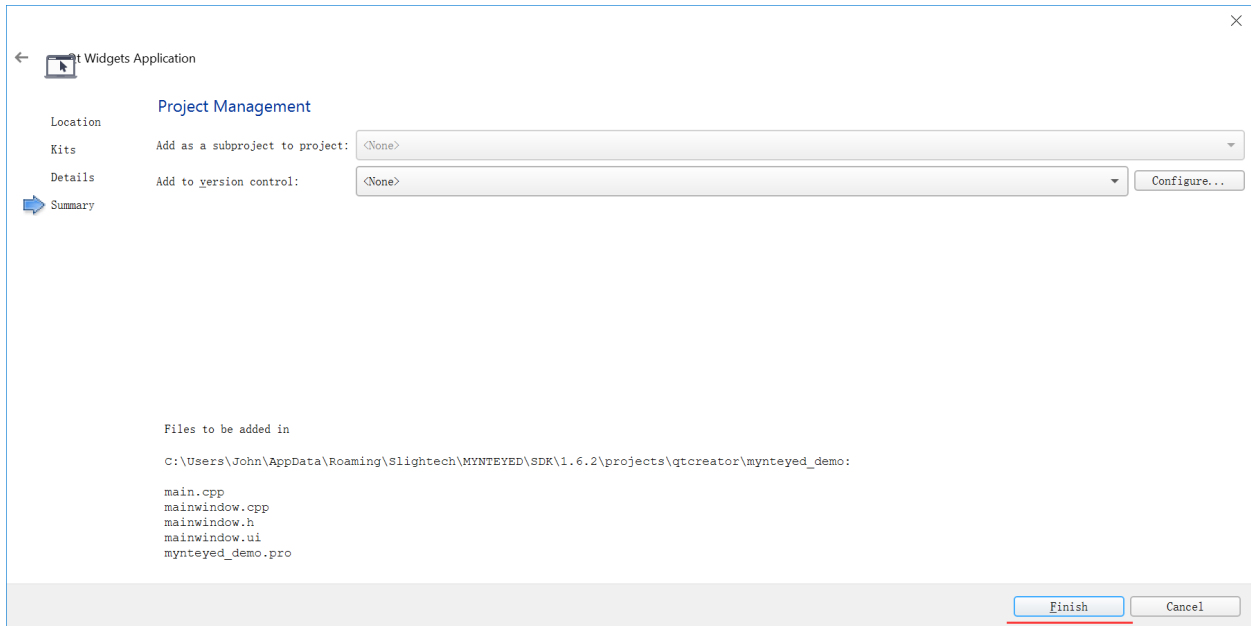 Qt Widgets Application
Project Management
Location
Kits
Details
Summary
Add as a subproject to project: <None>
Add to version control: <None> Configure...
Files to be added in
C:\Users\John\AppData\Roaming\Slightech\MYNTEYED\SDK\1.6.2\projects\qtcreator\mynteyed_demo:
main.cpp
mainwindow.cpp
mainwindow.h
mainwindow.ui
mynteyed_demo.pro
Finish Cancel